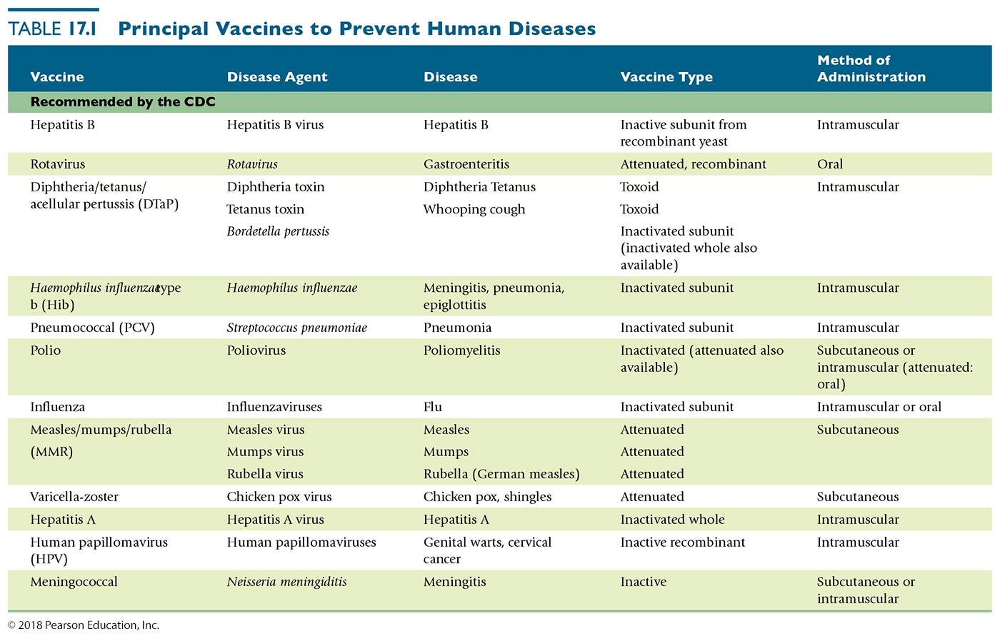 TABLE 17.1 Principal Vaccines to Prevent Human Diseases
Vaccine Disease Agent Disease Vaccine Type Method of Administration
Recommended by the CDC
Hepatitis B Hepatitis B virus Hepatitis B Inactive subunit from recombinant yeast Intramuscular
Rotavirus Rotavirus Gastroenteritis Attenuated, recombinant Oral
Diphtheria/tetanus/ acellular pertussis (DTaP) Diphtheria toxin Diphtheria Tetanus Toxoid Intramuscular
Tetanus toxin Whooping cough Toxoid
Bordetella pertussis Inactivated subunit (inactivated whole also available)
Haemophilus influenzae type b (Hib) Haemophilus influenzae Meningitis, pneumonia, epiglottitis Inactivated subunit Intramuscular
Pneumococcal (PCV) Streptococcus pneumoniae Pneumonia Inactivated subunit Intramuscular
Polio Poliovirus Poliomyelitis Inactivated (attenuated also available) Subcutaneous or intramuscular (attenuated: oral)
Influenza Influenzaviruses Flu Inactivated subunit Intramuscular or oral
Measles/mumps/rubella Measles virus Measles Attenuated Subcutaneous
(MMR) Mumps virus Mumps Attenuated
Rubella virus Rubella (German measles) Attenuated
Varicella-zoster Chicken pox virus Chicken pox, shingles Attenuated Subcutaneous
Hepatitis A Hepatitis A virus Hepatitis A Inactivated whole Intramuscular
Human papillomavirus (HPV) Human papillomaviruses Genital warts, cervical cancer Inactive recombinant Intramuscular
Meningococcal Neisseria meningiditis Meningitis Inactive Subcutaneous or intramuscular
© 2018 Pearson Education, Inc.